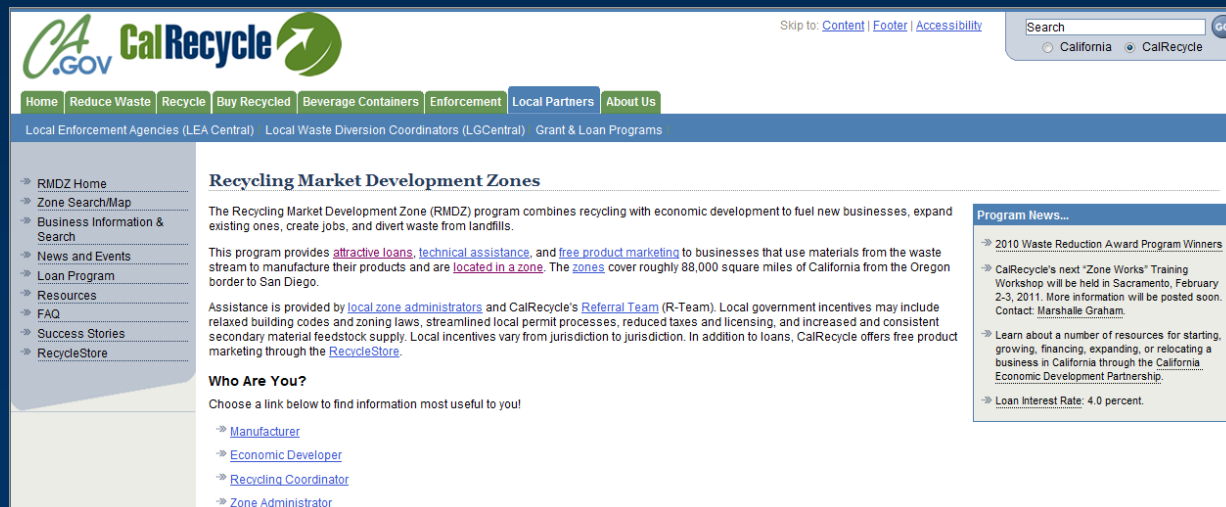 CA
.GOV
CalRecycle
Skip to: Content | Footer | Accessibility
Search
California CalRecycle
Home Reduce Waste Recycle Buy Recycled Beverage Containers Enforcement Local Partners About Us
Local Enforcement Agencies (LEA Central) Local Waste Diversion Coordinators (LGCentral) Grant & Loan Programs
RMDZ Home
Zone Search/Map
Business Information &
Search
News and Events
Loan Program
Resources
FAQ
Success Stories
RecycleStore
Recycling Market Development Zones
The Recycling Market Development Zone (RMDZ) program combines recycling with economic development to fuel new businesses, expand
existing ones, create jobs, and divert waste from landfills.
This program provides attractive loans, technical assistance, and free product marketing to businesses that use materials from the waste
stream to manufacture their products and are located in a zone. The zones cover roughly 88,000 square miles of California from the Oregon
border to San Diego.
Assistance is provided by local zone administrators and CalRecycle's Referral Team (R-Team). Local government incentives may include
relaxed building codes and zoning laws, streamlined local permit processes, reduced taxes and licensing, and increased and consistent
secondary material feedstock supply. Local incentives vary from jurisdiction to jurisdiction. In addition to loans, CalRecycle offers free product
marketing through the RecycleStore.
Who Are You?
Choose a link below to find information most useful to you!
Manufacturer
Economic Developer
Recycling Coordinator
Zone Administrator
Program News...
2010 Waste Reduction Award Program Winners
CalRecycle's next "Zone Works" Training
Workshop will be held in Sacramento, February
2-3, 2011. More information will be posted soon.
Contact: Marshalle Graham.
Learn about a number of resources for starting,
growing, financing, expanding, or relocating a
business in California through the California
Economic Development Partnership.
Loan Interest Rate: 4.0 percent.